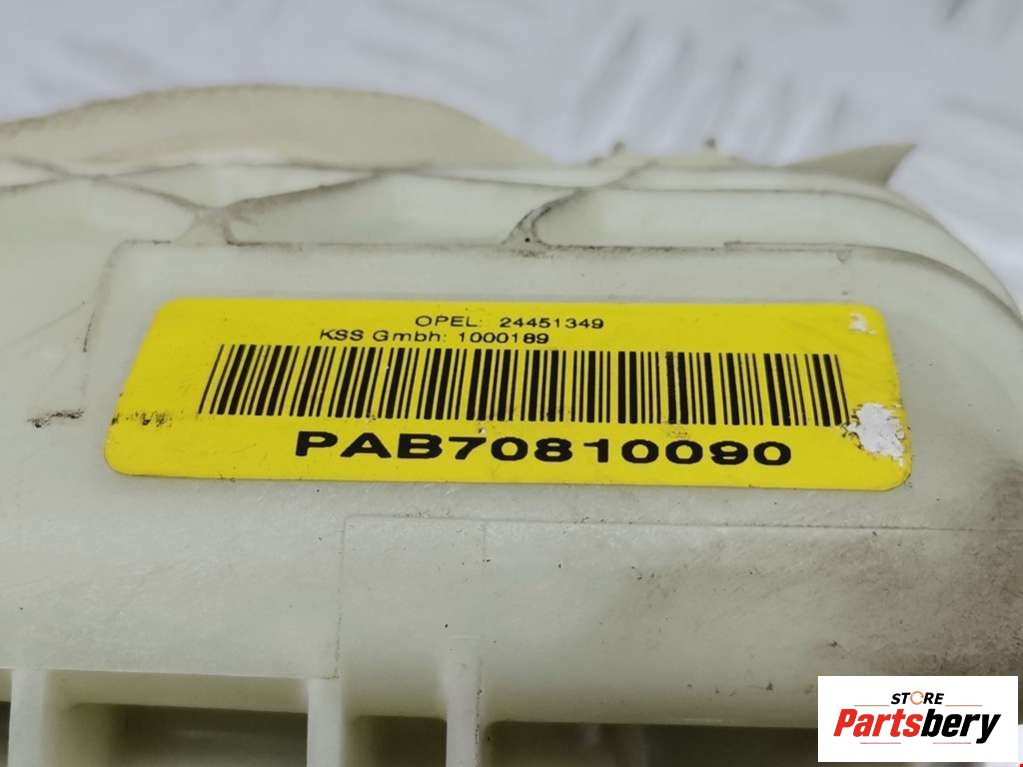 OPEL: 24451349
KSS Gmbh: 1000189
PAB70810090
STORE
Partsbery